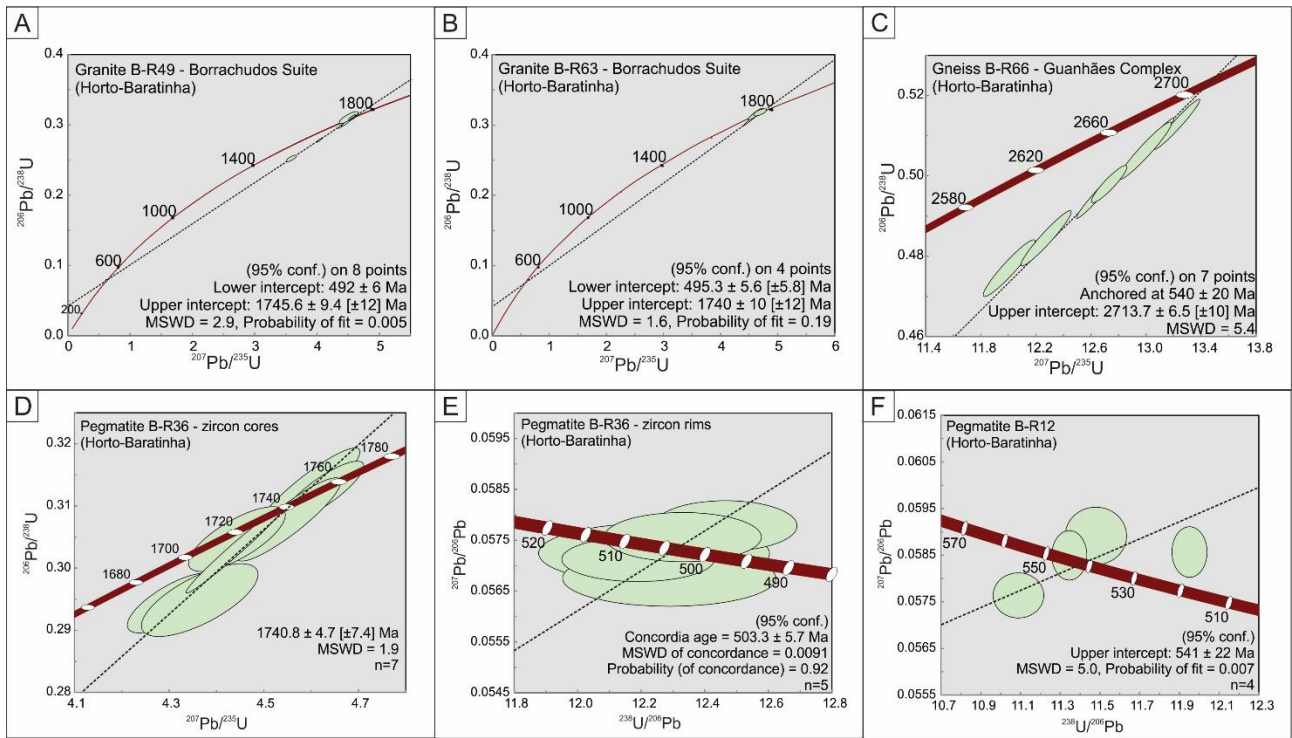 A
Granite B-R49 - Borrachudos Suite
(Horto-Baratinha)
0.4
0.3
0.2
0.1
0.0
²⁰⁶Pb/²³⁸U
200
600
1000
1400
1800
(95% conf.) on 8 points
Lower intercept: 492 ± 6 Ma
Upper intercept: 1745.6 ± 9.4 [±12] Ma
MSWD = 2.9, Probability of fit = 0.005
0 1 2 3 4 5
²⁰⁷Pb/²³⁵U
B
Granite B-R63 - Borrachudos Suite
(Horto-Baratinha)
0.4
0.3
0.2
0.1
0.0
²⁰⁶Pb/²³⁸U
600
1000
1400
1800
(95% conf.) on 4 points
Lower intercept: 495.3 ± 5.6 [±5.8] Ma
Upper intercept: 1740 ± 10 [±12] Ma
MSWD = 1.6, Probability of fit = 0.19
0 1 2 3 4 5 6
²⁰⁷Pb/²³⁵U
C
Gneiss B-R66 - Guanhães Complex
(Horto-Baratinha)
0.52
0.50
0.48
0.46
²⁰⁶Pb/²³⁸U
2580
2620
2660
2700
(95% conf.) on 7 points
Anchored at 540 ± 20 Ma
Upper intercept: 2713.7 ± 6.5 [±10] Ma
MSWD = 5.4
11.4 11.8 12.2 12.6 13.0 13.4 13.8
²⁰⁷Pb/²³⁵U
D
Pegmatite B-R36 - zircon cores
(Horto-Baratinha)
0.32
0.31
0.30
0.29
0.28
²⁰⁶Pb/²³⁸U
1680
1700
1720
1740
1760
1780
1740.8 ± 4.7 [±7.4] Ma
MSWD = 1.9
n=7
4.1 4.3 4.5 4.7
²⁰⁷Pb/²³⁵U
E
Pegmatite B-R36 - zircon rims
(Horto-Baratinha)
0.0595
0.0585
0.0575
0.0565
0.0555
0.0545
²⁰⁷Pb/²⁰⁶Pb
520
510
500
490
(95% conf.)
Concordia age = 503.3 ± 5.7 Ma
MSWD of concordance = 0.0091
Probability (of concordance) = 0.92
n=5
11.8 12.0 12.2 12.4 12.6 12.8
²³⁸U/²⁰⁶Pb
F
Pegmatite B-R12
(Horto-Baratinha)
0.0615
0.0605
0.0595
0.0585
0.0575
0.0565
0.0555
²⁰⁷Pb/²⁰⁶Pb
570
550
530
510
(95% conf.)
Upper intercept: 541 ± 22 Ma
MSWD = 5.0, Probability of fit = 0.007
n=4
10.7 10.9 11.1 11.3 11.5 11.7 11.9 12.1 12.3
²³⁸U/²⁰⁶Pb